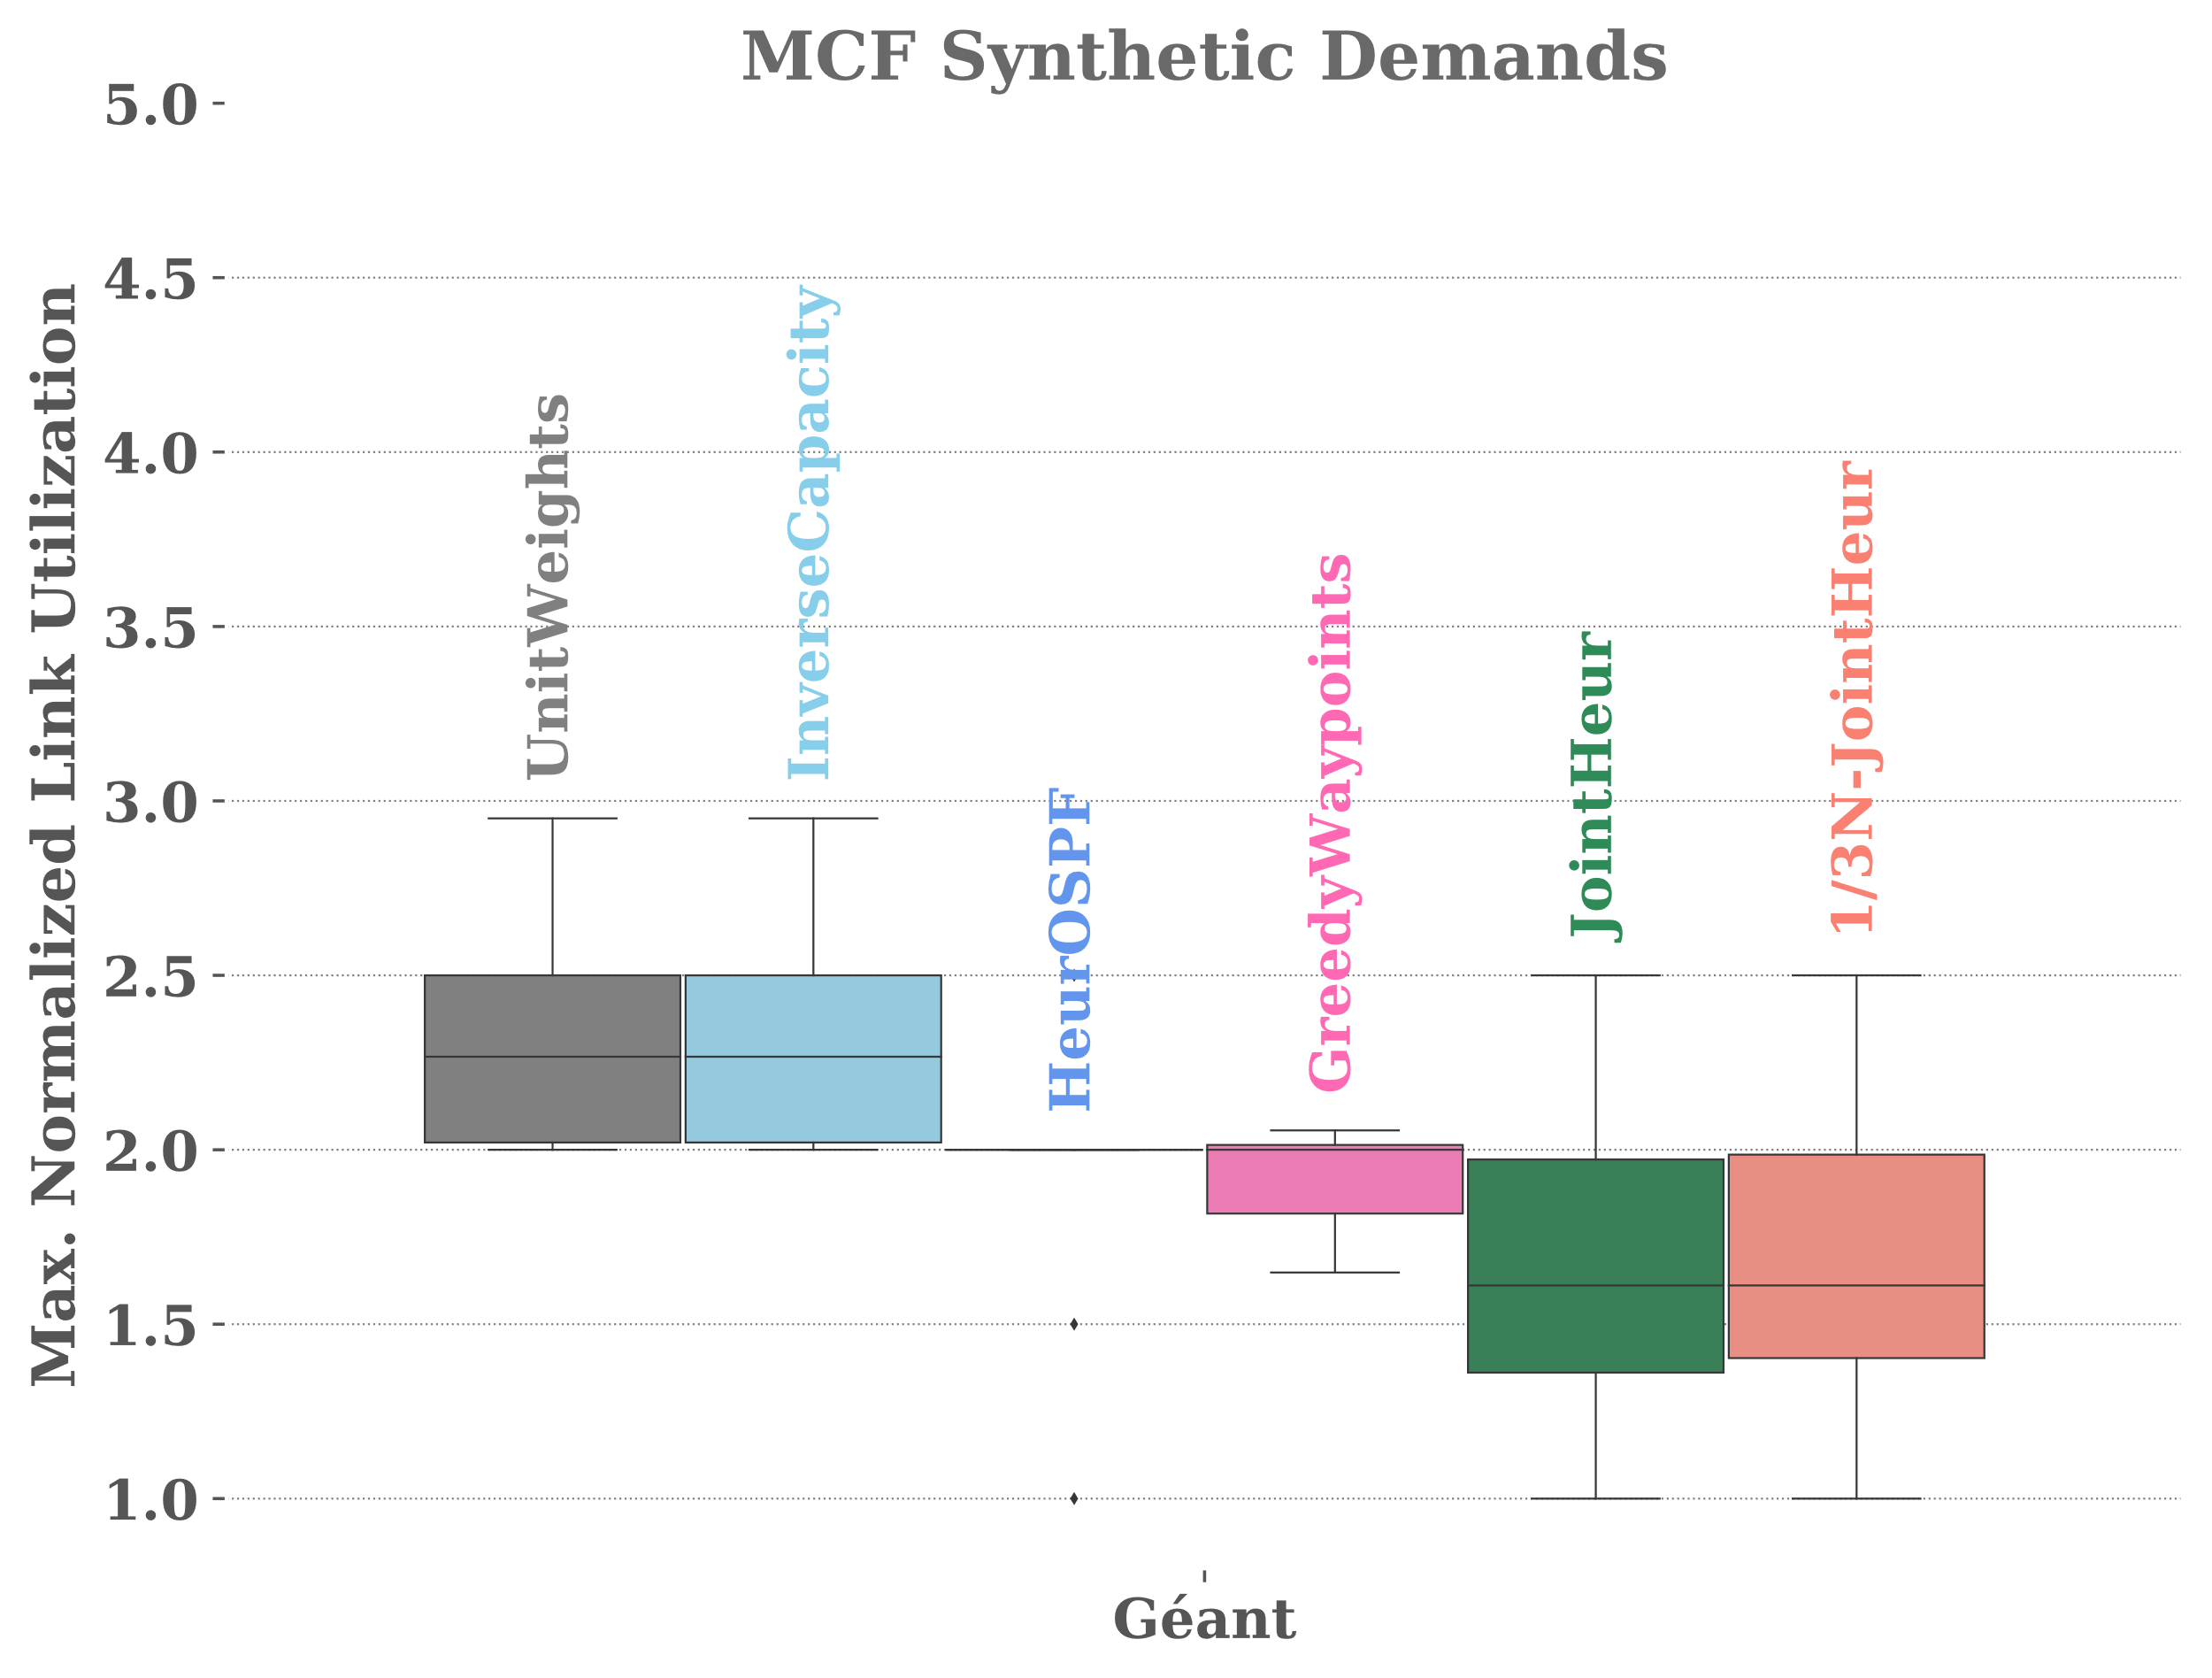 MCF Synthetic Demands
Max. Normalized Link Utilization
5.0
4.5
4.0
3.5
3.0
2.5
2.0
1.5
1.0
UnitWeights
InverseCapacity
HeurOSPF
GreedyWaypoints
JointHeur
1/3N-JointHeur
Géant